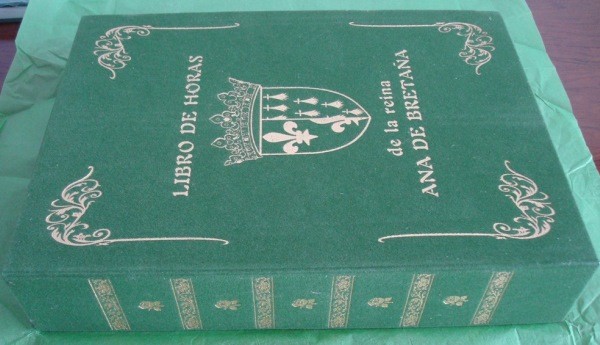 LIBRO DE HORAS
de la reina
ANA DE BRETAÑA